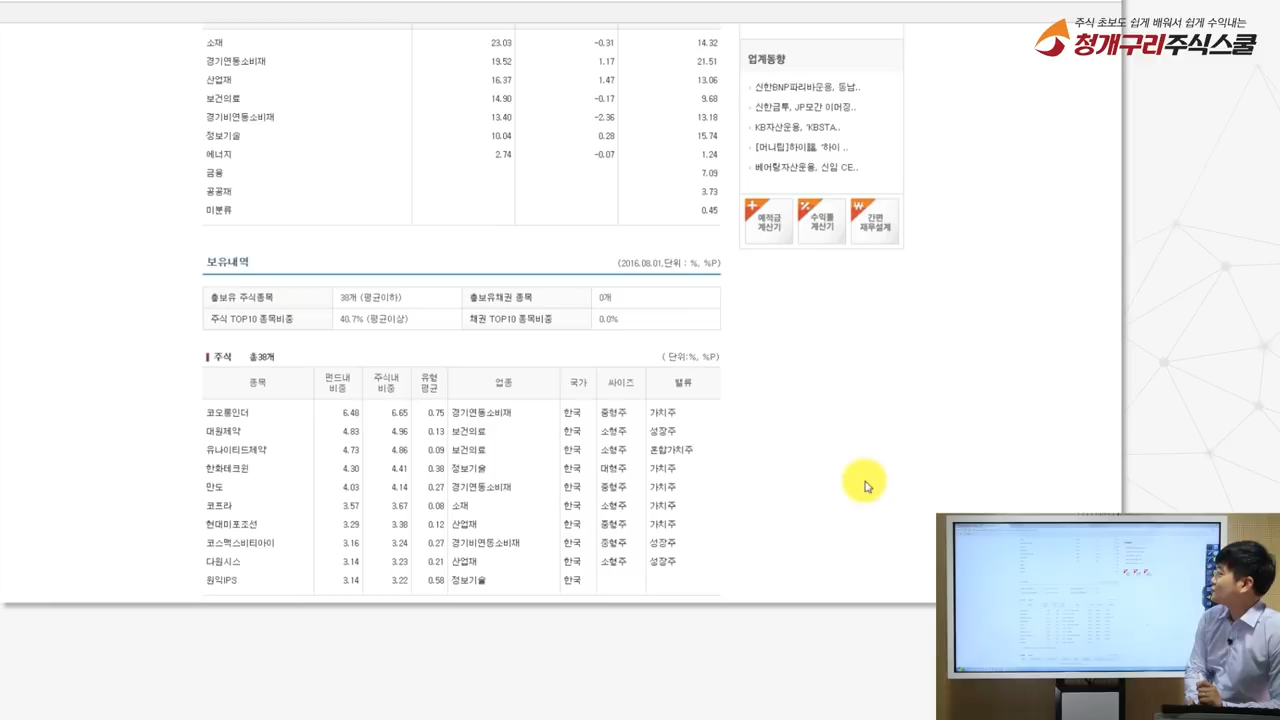 주식 초보도 쉽게 배워서 쉽게 수익내는
청개구리주식스쿨
소재 23.03 -0.31 14.32
경기연동소비재 19.52 1.17 21.51
산업재 16.37 1.47 13.06
보건의료 14.90 -0.17 9.68
경기비연동소비재 13.40 -2.36 13.18
정보기술 10.04 0.28 15.74
에너지 2.74 -0.07 1.24
금융 7.09
공공재 3.73
미분류 0.45
업계동향
신한BNP파리바운용, 동남..
신한금투, JP모간 이머징..
KB자산운용, 'KBSTA..
[머니팁]하이證, '하이 ..
베어링자산운용, 신임 CE..
예적금
계산기
수익률
계산기
간편
재무설계
보유내역 (2016.08.01,단위 : %, %P)
총보유 주식종목 38개 (평균이하) 총보유채권 종목 0개
주식 TOP10 종목비중 40.7% (평균이상) 채권 TOP10 종목비중 0.0%
주식 총38개 ( 단위:%, %P)
종목 펀드내 비중 주식내 비중 유형 평균 업종 국가 싸이즈 밸류
코오롱인더 6.48 6.65 0.75 경기연동소비재 한국 중형주 가치주
대원제약 4.83 4.96 0.13 보건의료 한국 소형주 성장주
유나이티드제약 4.73 4.86 0.09 보건의료 한국 소형주 혼합가치주
한화테크윈 4.30 4.41 0.38 정보기술 한국 대형주 가치주
만도 4.03 4.14 0.27 경기연동소비재 한국 중형주 가치주
코프라 3.57 3.67 0.08 소재 한국 소형주 가치주
현대미포조선 3.29 3.38 0.12 산업재 한국 중형주 가치주
코스맥스비티아이 3.16 3.24 0.27 경기비연동소비재 한국 중형주 성장주
다원시스 3.14 3.23 0.21 산업재 한국 소형주 성장주
원익IPS 3.14 3.22 0.58 정보기술 한국